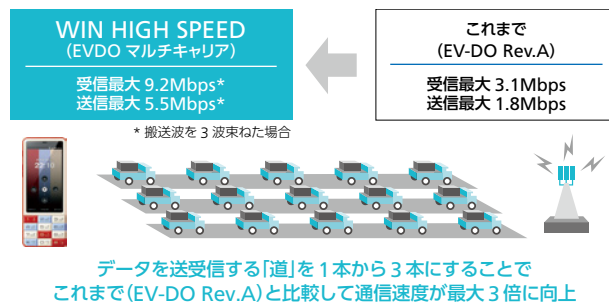 WIN HIGH SPEED
(EVDO マルチキャリア)
受信最大 9.2Mbps*
送信最大 5.5Mbps*
* 搬送波を3波束ねた場合
これまで
(EV-DO Rev.A)
受信最大 3.1Mbps
送信最大 1.8Mbps
データを送受信する「道」を1本から3本にすることで
これまで(EV-DO Rev.A)と比較して通信速度が最大3倍に向上